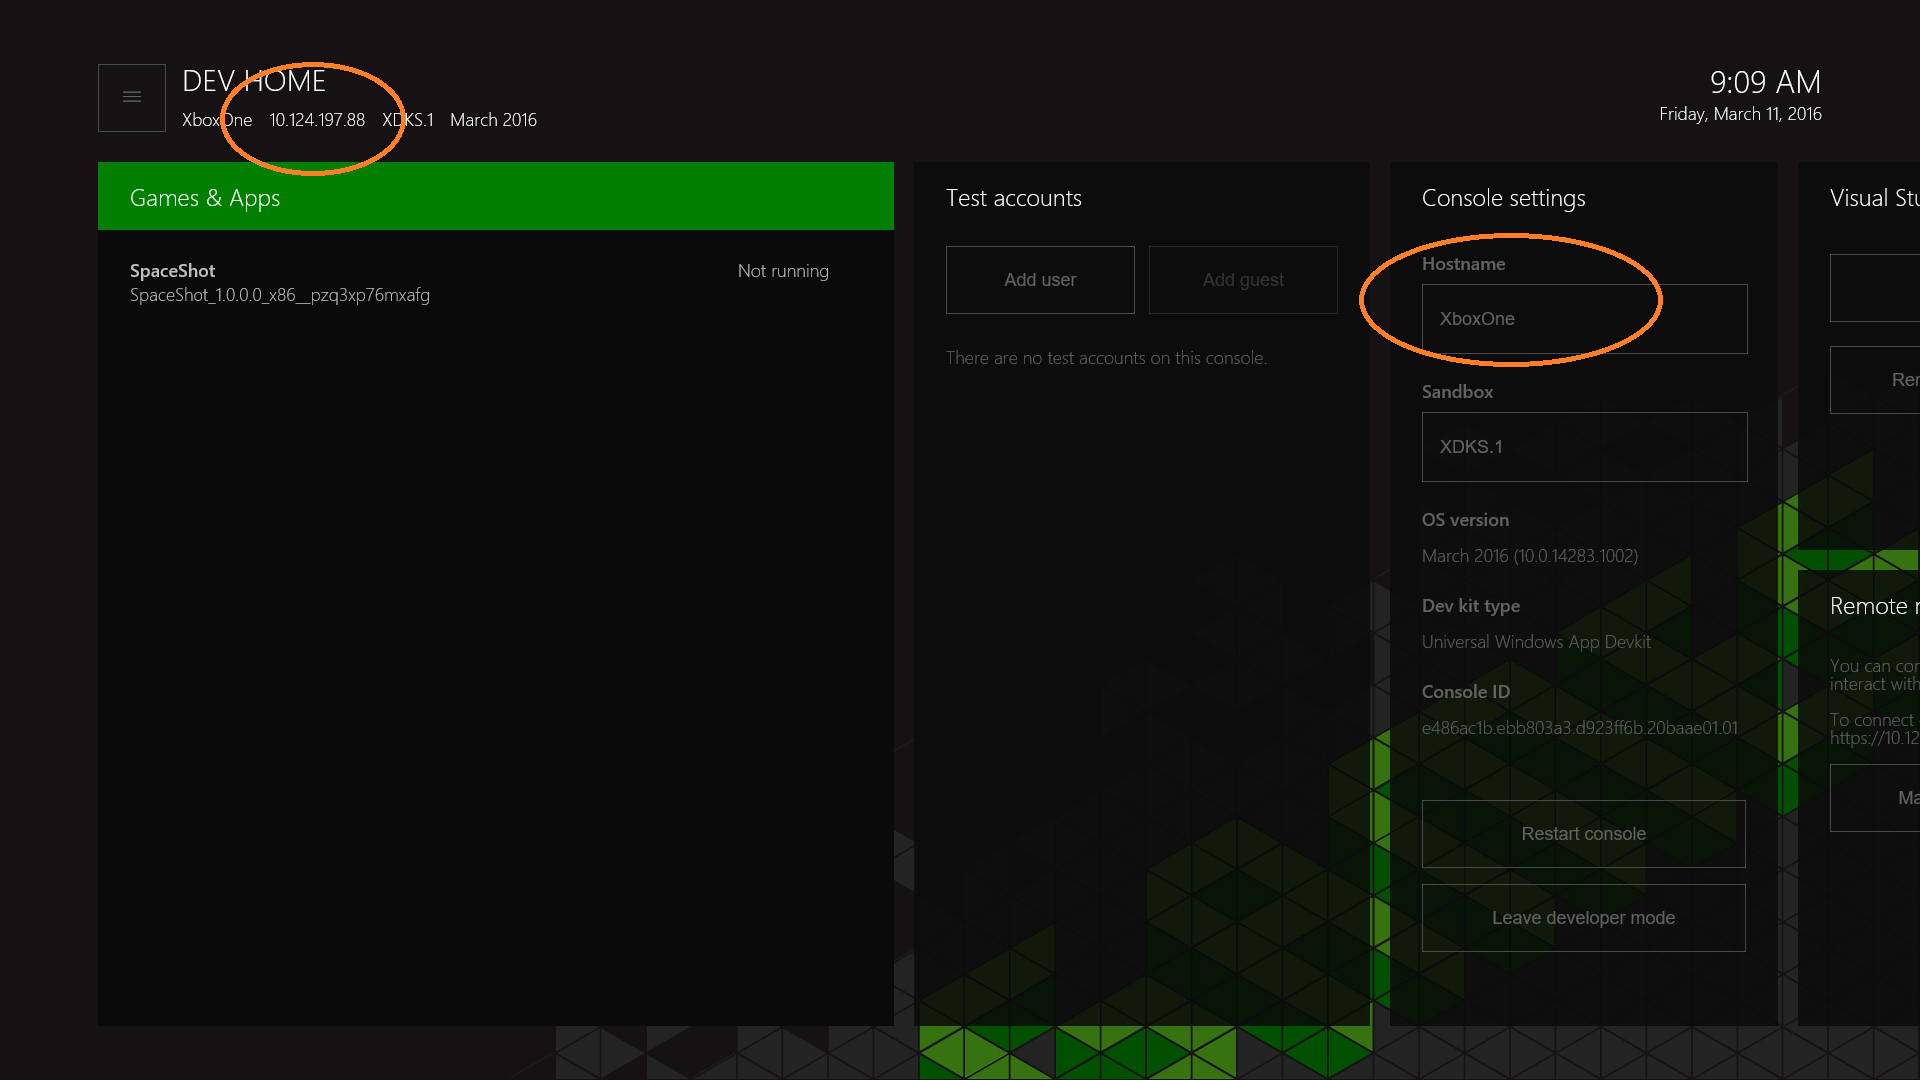 DEV HOME
XboxOne 10.124.197.88 XDKS.1 March 2016
9:09 AM
Friday, March 11, 2016
Games & Apps
SpaceShot
Not running
SpaceShot_1.0.0.0_x86__pzq3xp76mxafg
Test accounts
Add user
Add guest
There are no test accounts on this console.
Console settings
Hostname
XboxOne
Sandbox
XDKS.1
OS version
March 2016 (10.0.14283.1002)
Dev kit type
Universal Windows App Devkit
Console ID
e486ac1b.ebb803a3.d923ff6b.20baae01.01
Restart console
Leave developer mode
Visual Stu
Rem
Remote r
You can cor
interact with
To connect
https://10.12
Ma